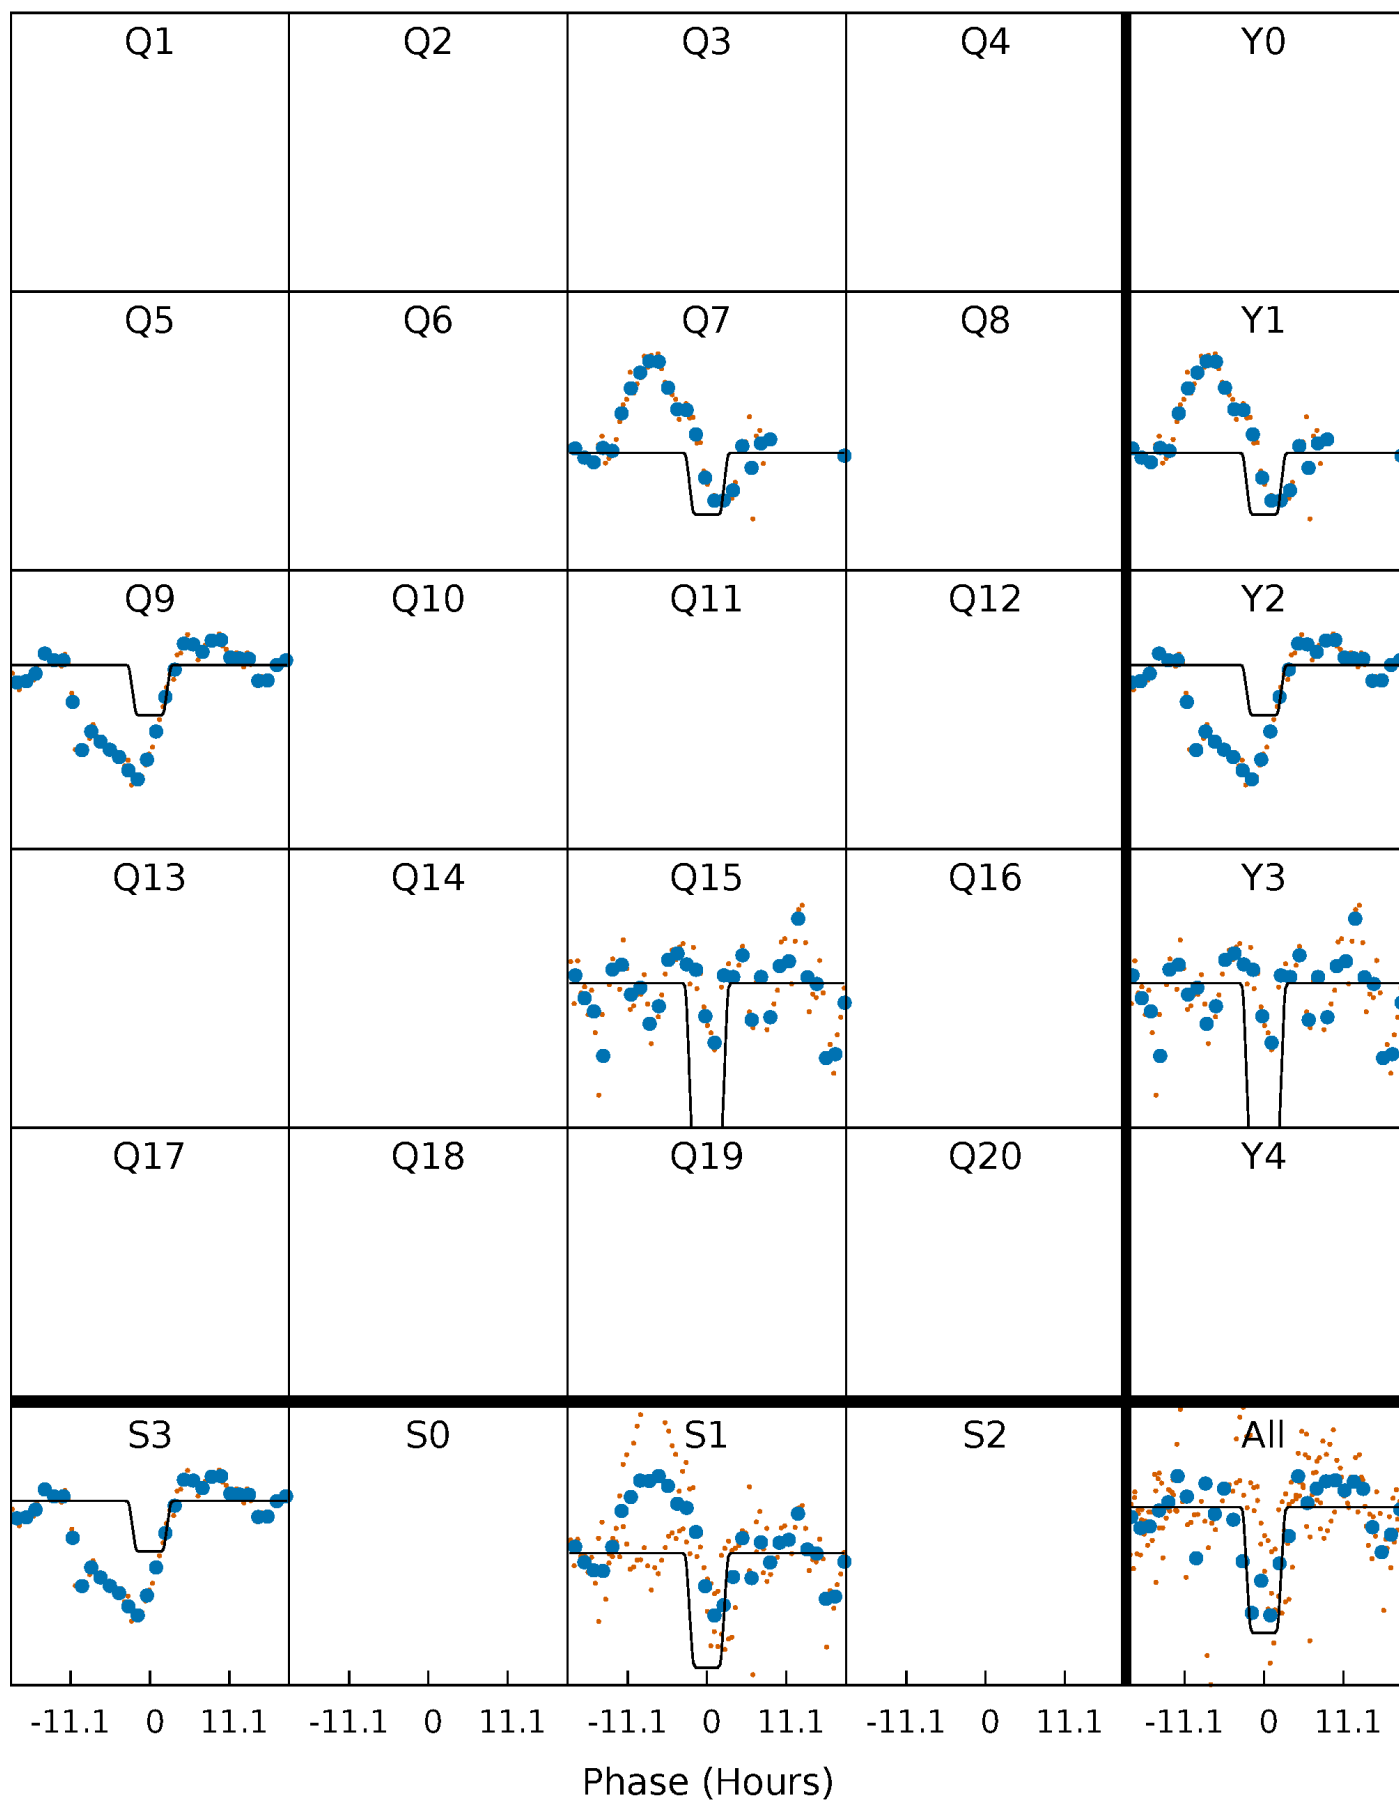 Q1 Q2 Q3 Q4 Y0
Q5 Q6 Q7 Q8 Y1
Q9 Q10 Q11 Q12 Y2
Q13 Q14 Q15 Q16 Y3
Q17 Q18 Q19 Q20 Y4
S3 S0 S1 S2 All
-11.1 0 11.1 -11.1 0 11.1 -11.1 0 11.1 -11.1 0 11.1 -11.1 0 11.1
Phase (Hours)